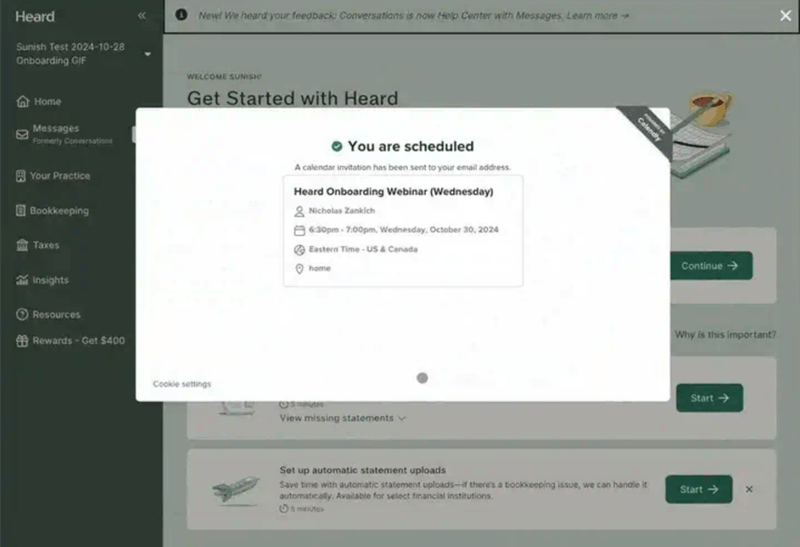 Heard
«
New! We heard your feedback: Conversations is now Help Center with Messages. Learn more →
Sunish Test 2024-10-28
Onboarding GIF
Home
Messages
Formerly Conversations
Your Practice
Bookkeeping
Taxes
Insights
Resources
Rewards - Get $400
WELCOME SUNISH!
Get Started with Heard
POWERED BY
Calendly
You are scheduled
A calendar invitation has been sent to your email address.
Heard Onboarding Webinar (Wednesday)
Nicholas Zankich
6:30pm - 7:00pm, Wednesday, October 30, 2024
Eastern Time - US & Canada
home
Cookie settings
Continue →
Why is this important?
5 minutes
View missing statements
Start →
Set up automatic statement uploads
Save time with automatic statement uploads—if there's a bookkeeping issue, we can handle it
automatically. Available for select financial institutions.
5 minutes
Start →